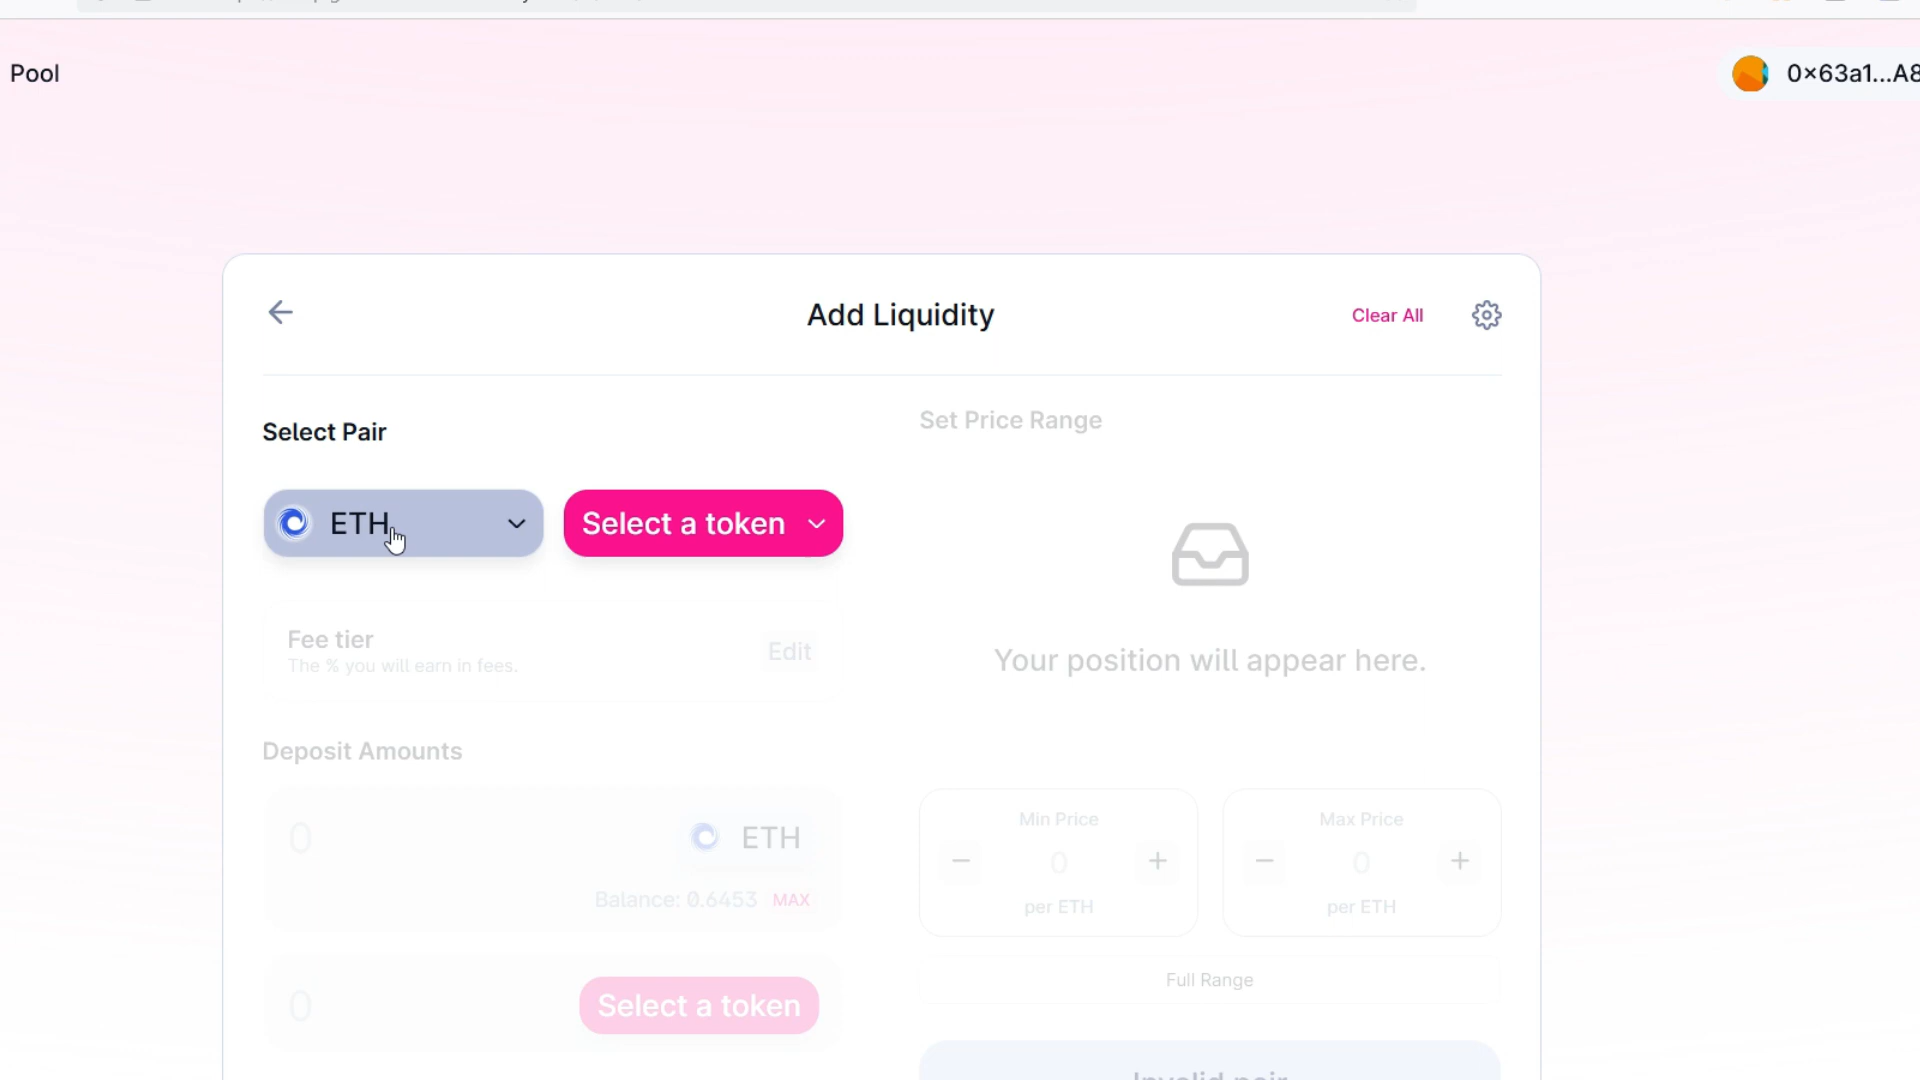 Pool
0×63a1...A8
Add Liquidity
Clear All
Select Pair
Set Price Range
ETH
Select a token
Your position will appear here.
Fee tier
The % you will earn in fees.
Edit
Deposit Amounts
0
ETH
Balance: 0.6453 MAX
Min Price
0
per ETH
Max Price
0
per ETH
Full Range
0
Select a token
Invalid pair